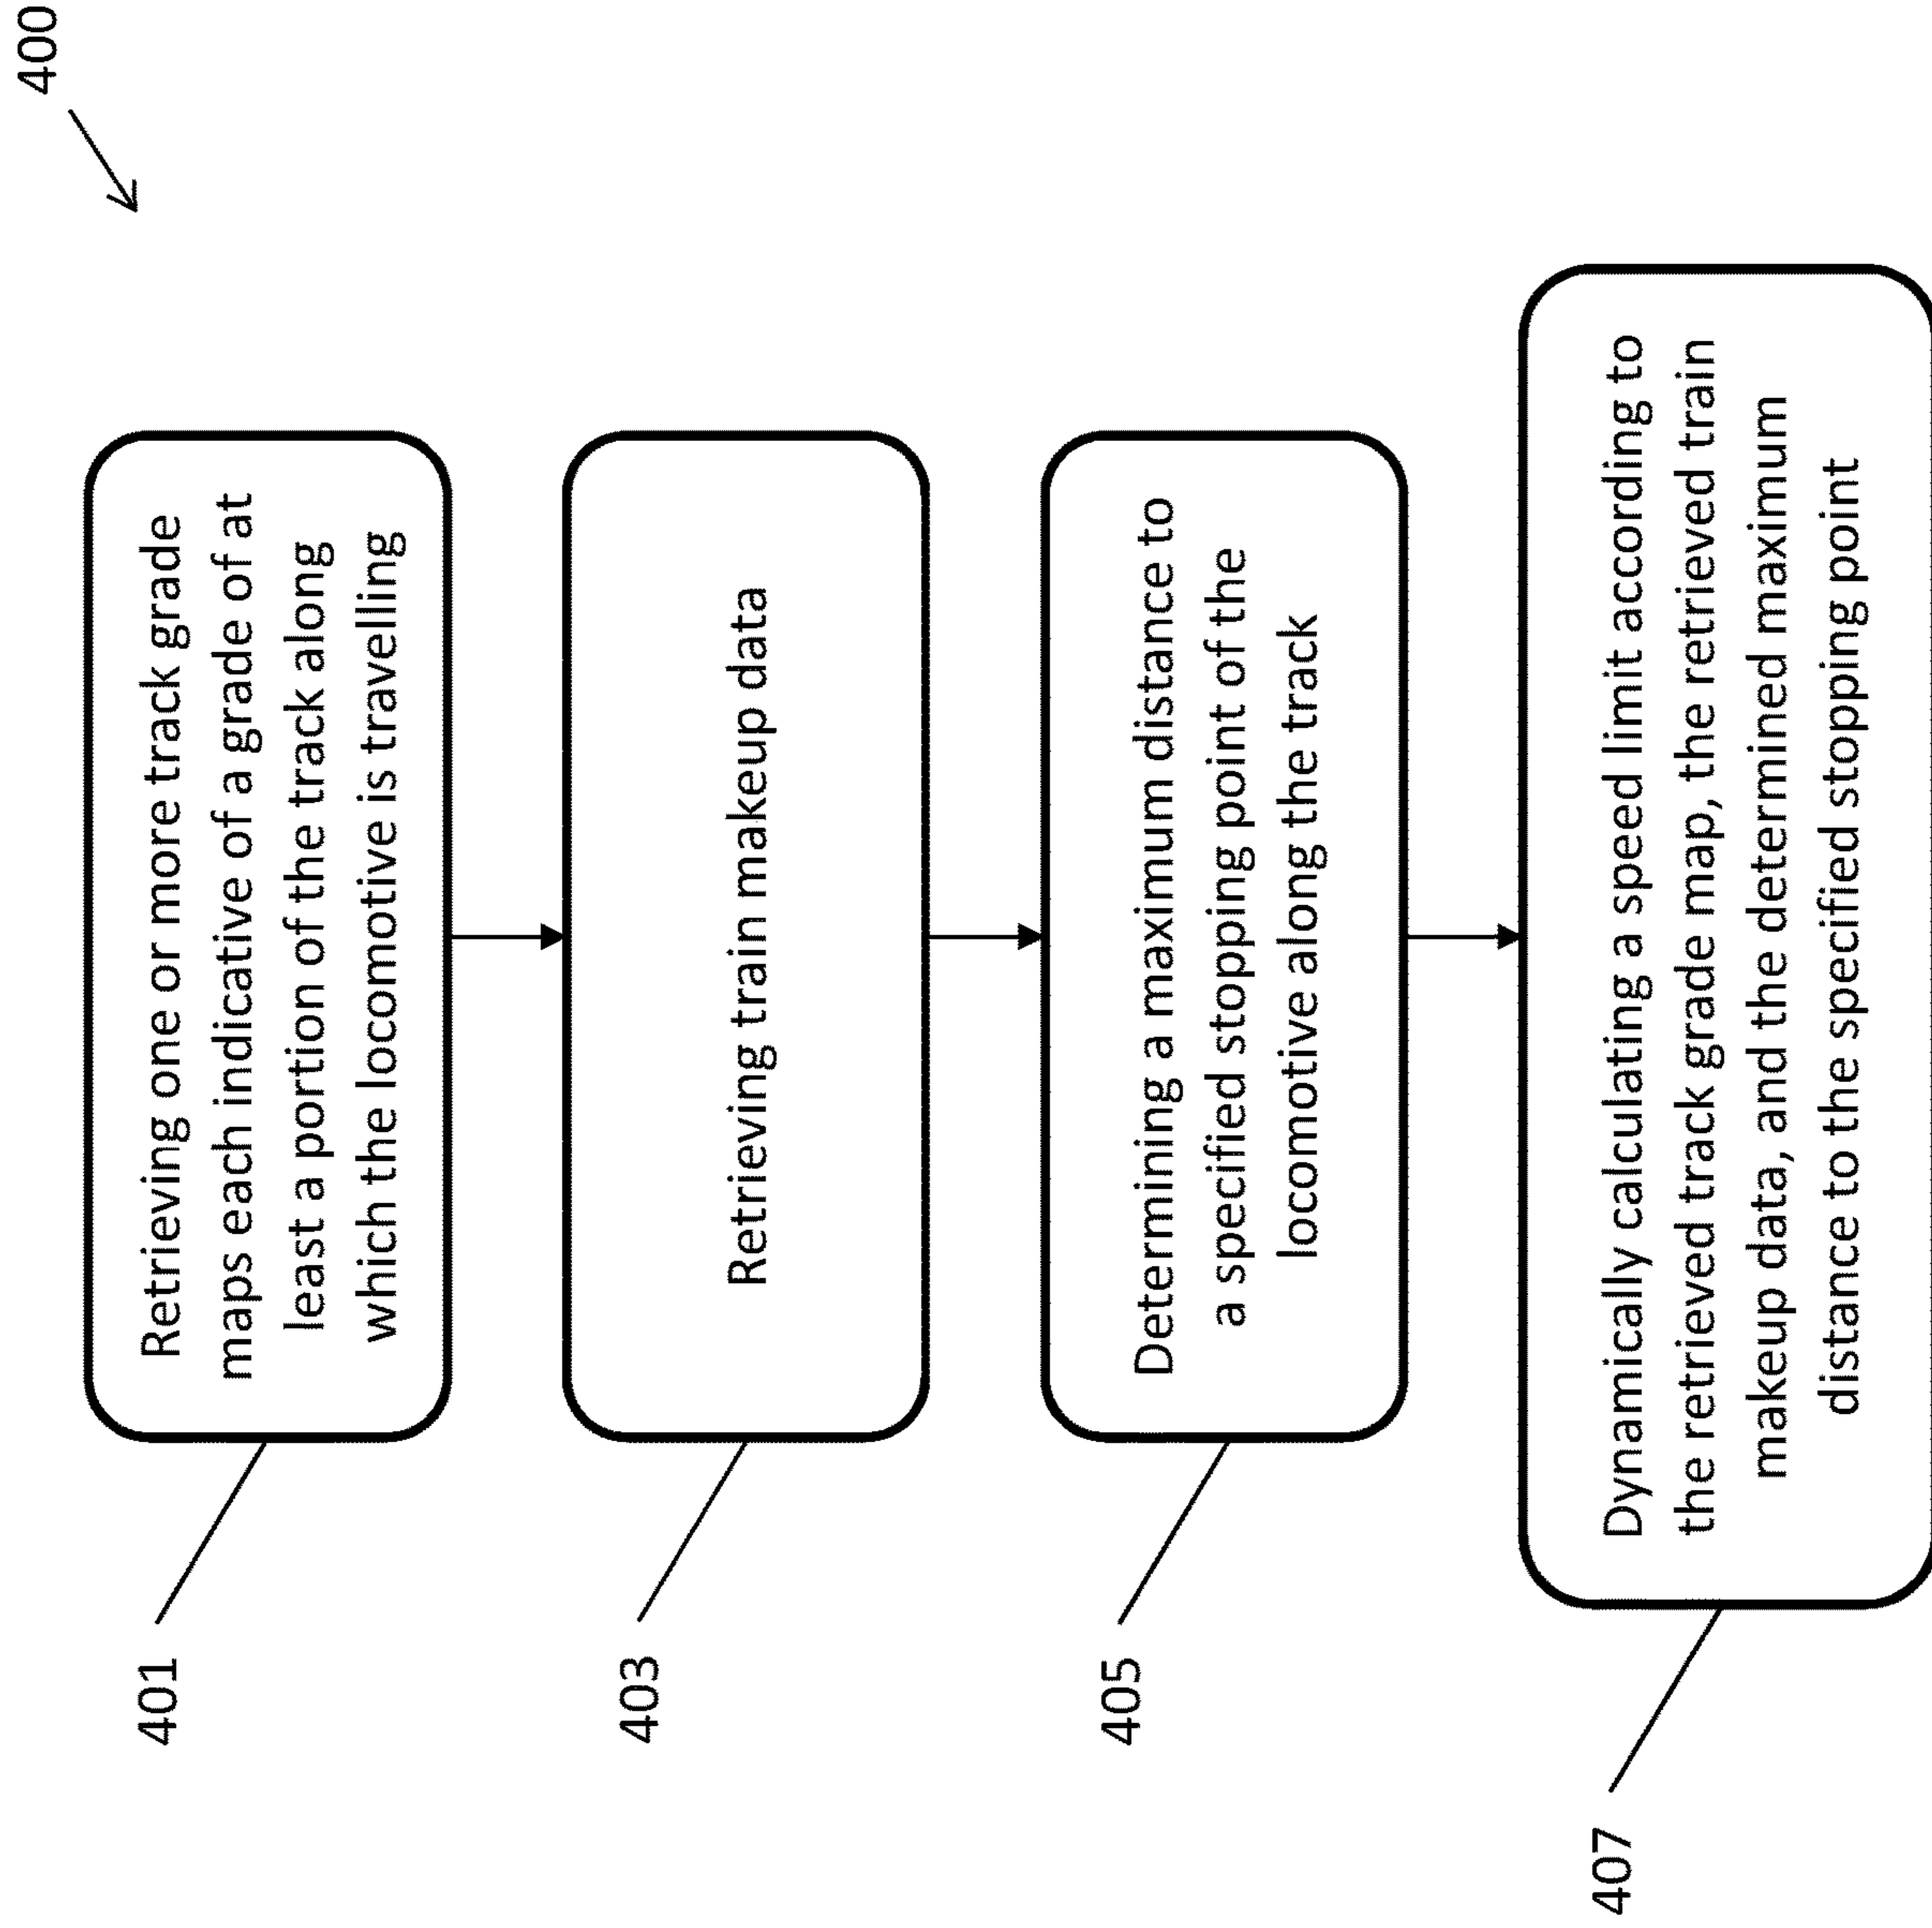 400
401
Retrieving one or more track grade
maps each indicative of a grade of at
least a portion of the track along
which the locomotive is travelling
403
Retrieving train makeup data
405
Determining a maximum distance to
a specified stopping point of the
locomotive along the track
407
Dynamically calculating a speed limit according to
the retrieved track grade map, the retrieved train
makeup data, and the determined maximum
distance to the specified stopping point